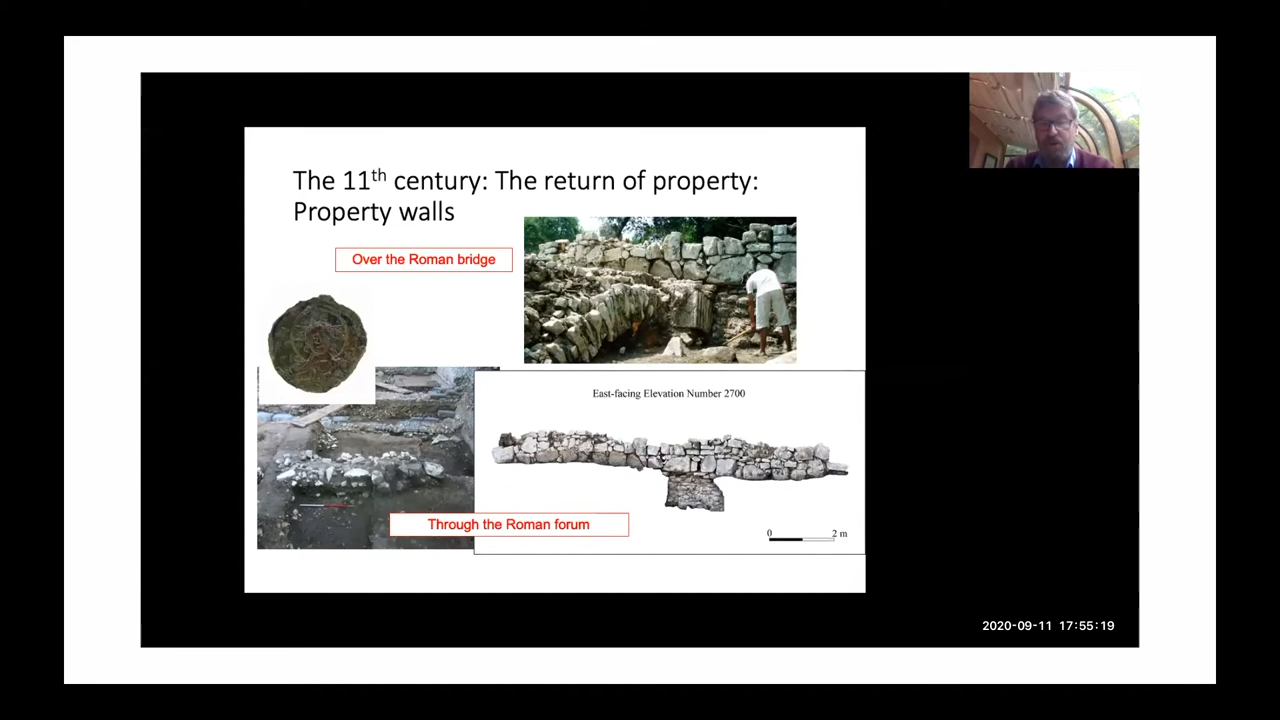 The 11th century: The return of property:
Property walls
Over the Roman bridge
East-facing Elevation Number 2700
Through the Roman forum
0 2 m
2020-09-11 17:55:19